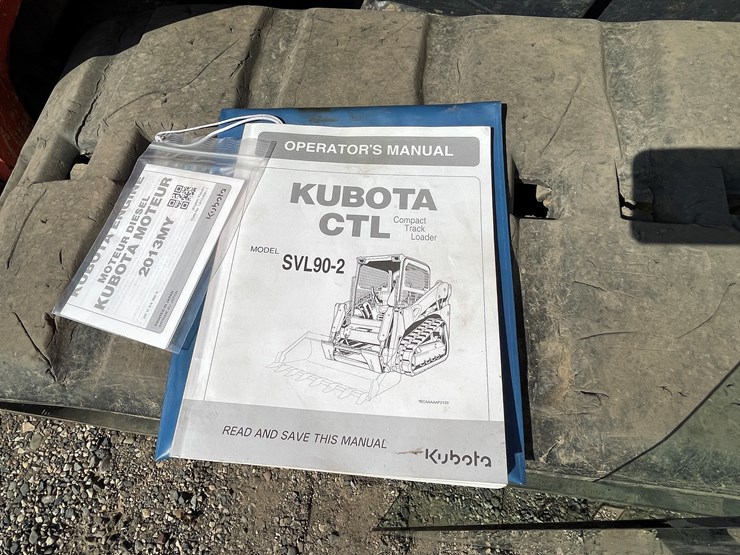 OPERATOR'S MANUAL
KUBOTA
CTL
Compact
Track
Loader
MODEL
SVL90-2
READ AND SAVE THIS MANUAL
Kubota
KUBOTA ENGINE
MOTEUR DIESEL
KUBOTA MOTEUR
2013MY
Kubota